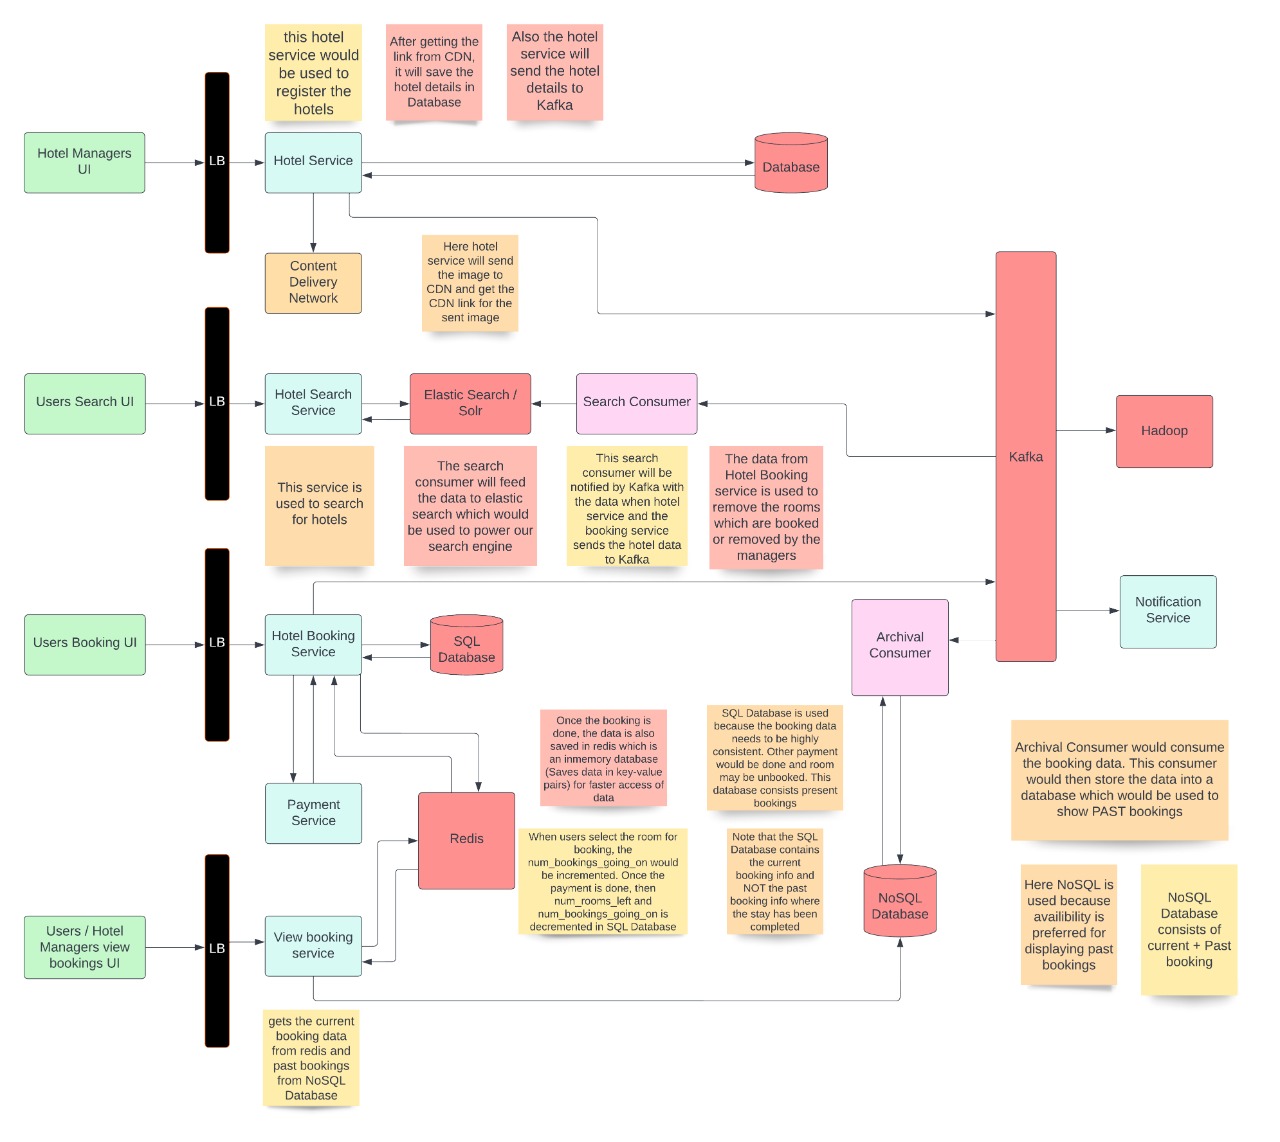 this hotel
service would
be used to
register the
hotels
After getting the
link from CDN,
it will save the
hotel details in
Database
Also the hotel
service will
send the hotel
details to
Kafka
Hotel Managers
UI
LB
Hotel Service
Database
Content
Delivery
Network
Here hotel
service will send
the image to
CDN and get the
CDN link for the
sent image
Users Search UI
LB
Hotel Search
Service
Elastic Search /
Solr
Search Consumer
Kafka
Hadoop
This service is
used to search
for hotels
The search
consumer will feed
the data to elastic
search which would
be used to power our
search engine
This search
consumer will be
notified by Kafka with
the data when hotel
service and the
booking service
sends the hotel data
to Kafka
The data from
Hotel Booking
service is used to
remove the rooms
which are booked
or removed by the
managers
Users Booking UI
LB
Hotel Booking
Service
SQL
Database
Archival
Consumer
Notification
Service
Once the booking is
done, the data is also
saved in redis which is
an inmemory database
(Saves data in key-value
pairs) for faster access of
data
SQL Database is used
because the booking data
needs to be highly
consistent. Other payment
would be done and room
may be unbooked. This
database consists present
bookings
Archival Consumer would consume
the booking data. This consumer
would then store the data into a
database which would be used to
show PAST bookings
Payment
Service
Redis
When users select the room for
booking, the
num_bookings_going_on would
be incremented. Once the
payment is done, then
num_rooms_left and
num_bookings_going_on is
decremented in SQL Database
Note that the SQL
Database contains
the current
booking info and
NOT the past
booking info where
the stay has been
completed
NoSQL
Database
Here NoSQL is
used because
availibility is
preferred for
displaying past
bookings
NoSQL
Database
consists of
current + Past
booking
Users / Hotel
Managers view
bookings UI
LB
View booking
service
gets the current
booking data
from redis and
past bookings
from NoSQL
Database